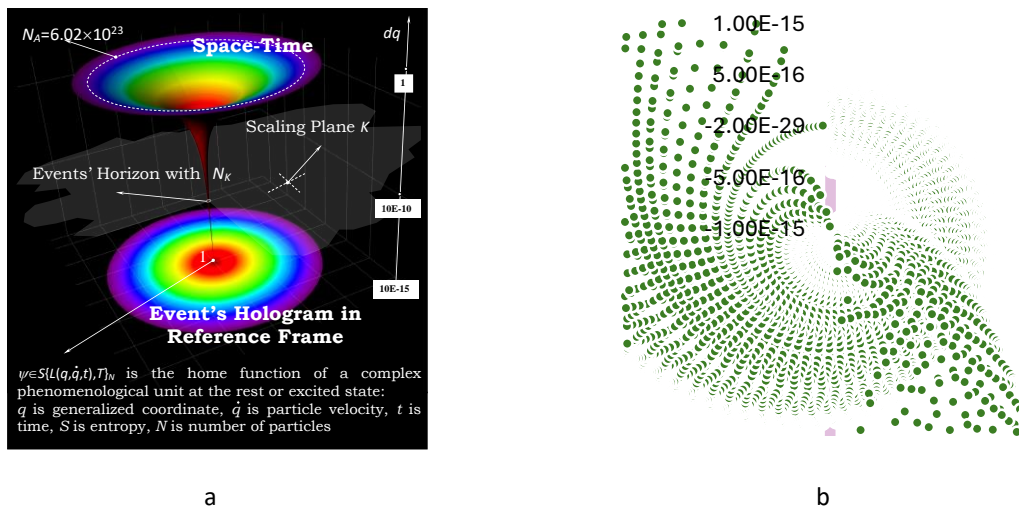 N_A=6.02×10²³
Space-Time
dq
1
Scaling Plane K
Events' Horizon with N_K
10E-10
1
10E-15
Event's Hologram in
Reference Frame
ψ∈S{L(q,q̇,t),T}_N is the home function of a complex
phenomenological unit at the rest or excited state:
q is generalized coordinate, q̇ is particle velocity, t is
time, S is entropy, N is number of particles
a
1.00E-15
5.00E-16
-2.00E-29
-5.00E-16
-1.00E-15
b